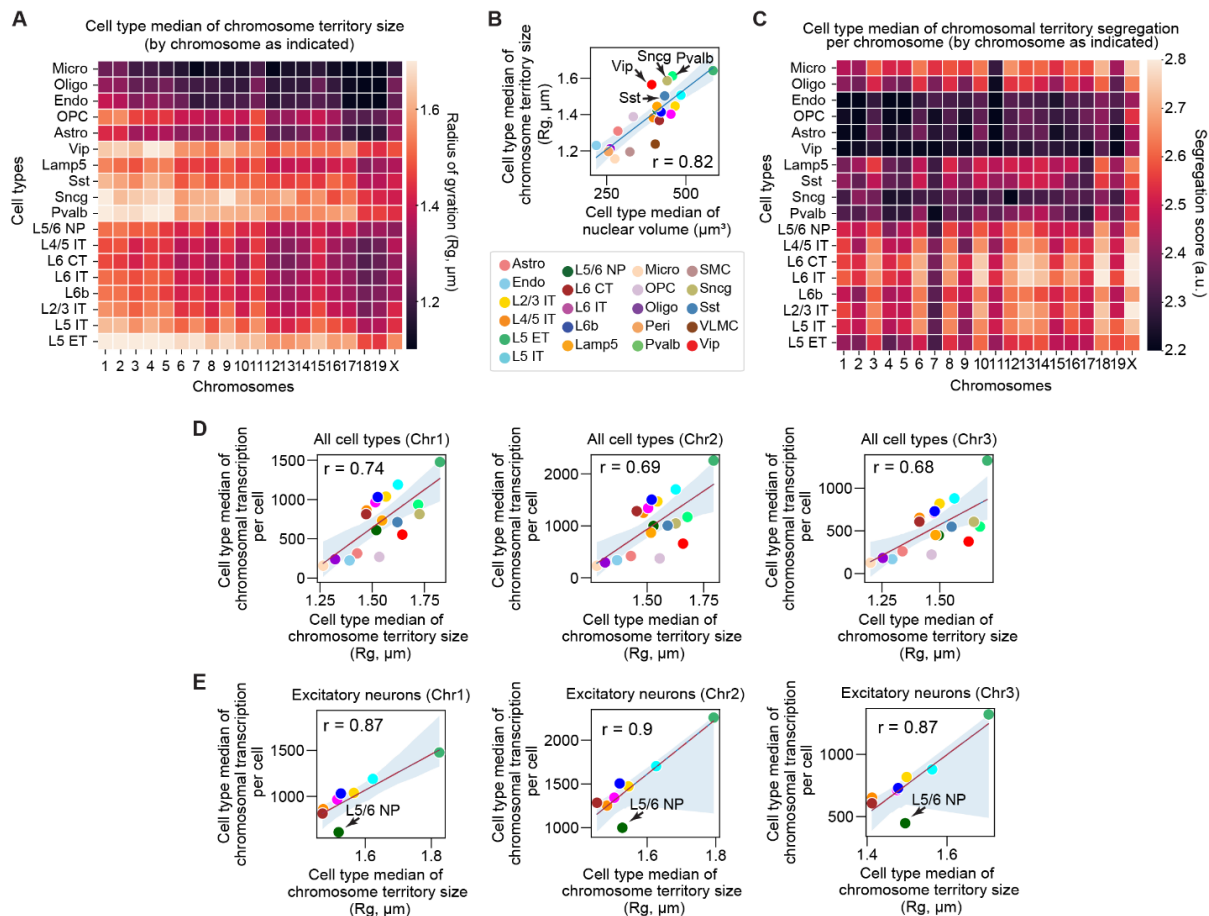 A
Cell type median of chromosome territory size
(by chromosome as indicated)
Cell types
Micro
Oligo
Endo
OPC
Astro
Vip
Lamp5
Sst
Sncg
Pvalb
L5/6 NP
L4/5 IT
L6 CT
L6 IT
L6b
L2/3 IT
L5 IT
L5 ET
1 2 3 4 5 6 7 8 9 10 11 12 13 14 15 16 17 18 19 X
Chromosomes
1.6
1.4
1.2
Radius of gyration (Rg, μm)
B
Cell type median of
chromosome territory size
(Rg, μm)
1.6
1.4
1.2
Vip
Sncg
Pvalb
Sst
r = 0.82
250 500
Cell type median of
nuclear volume (μm³)
Astro
Endo
L2/3 IT
L4/5 IT
L5 ET
L5 IT
L5/6 NP
L6 CT
L6 IT
L6b
Lamp5
Micro
OPC
Oligo
Peri
Pvalb
SMC
Sncg
Sst
VLMC
Vip
C
Cell type median of chromosomal territory segregation
per chromosome (by chromosome as indicated)
Cell types
Micro
Oligo
Endo
OPC
Astro
Vip
Lamp5
Sst
Sncg
Pvalb
L5/6 NP
L4/5 IT
L6 CT
L6 IT
L6b
L2/3 IT
L5 IT
L5 ET
1 2 3 4 5 6 7 8 9 10 11 12 13 14 15 16 17 18 19 X
Chromosomes
2.8
2.7
2.6
2.5
2.4
2.3
2.2
Segregation score (a.u.)
D
All cell types (Chr1)
Cell type median of
chromosomal transcription
per cell
1500
1000
500
0
r = 0.74
1.25 1.50 1.75
Cell type median of
chromosome territory size
(Rg, μm)
All cell types (Chr2)
Cell type median of
chromosomal transcription
per cell
2000
1000
0
r = 0.69
1.50 1.75
Cell type median of
chromosome territory size
(Rg, μm)
All cell types (Chr3)
Cell type median of
chromosomal transcription
per cell
1000
500
0
r = 0.68
1.25 1.50
Cell type median of
chromosome territory size
(Rg, μm)
E
Excitatory neurons (Chr1)
Cell type median of
chromosomal transcription
per cell
1500
1000
r = 0.87
L5/6 NP
1.6 1.8
Cell type median of
chromosome territory size
(Rg, μm)
Excitatory neurons (Chr2)
Cell type median of
chromosomal transcription
per cell
2000
1500
1000
r = 0.9
L5/6 NP
1.6 1.8
Cell type median of
chromosome territory size
(Rg, μm)
Excitatory neurons (Chr3)
Cell type median of
chromosomal transcription
per cell
1000
500
r = 0.87
L5/6 NP
1.4 1.6
Cell type median of
chromosome territory size
(Rg, μm)